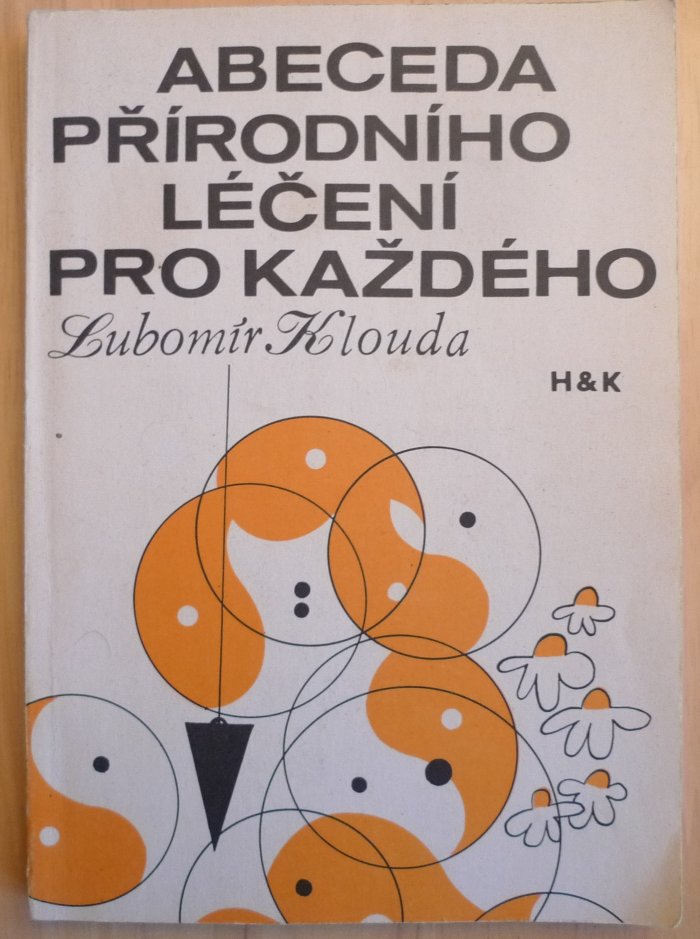 ABECEDA
PŘÍRODNÍHO
LÉČENÍ
PRO KAŽDÉHO
Lubomír Klouda
H&K